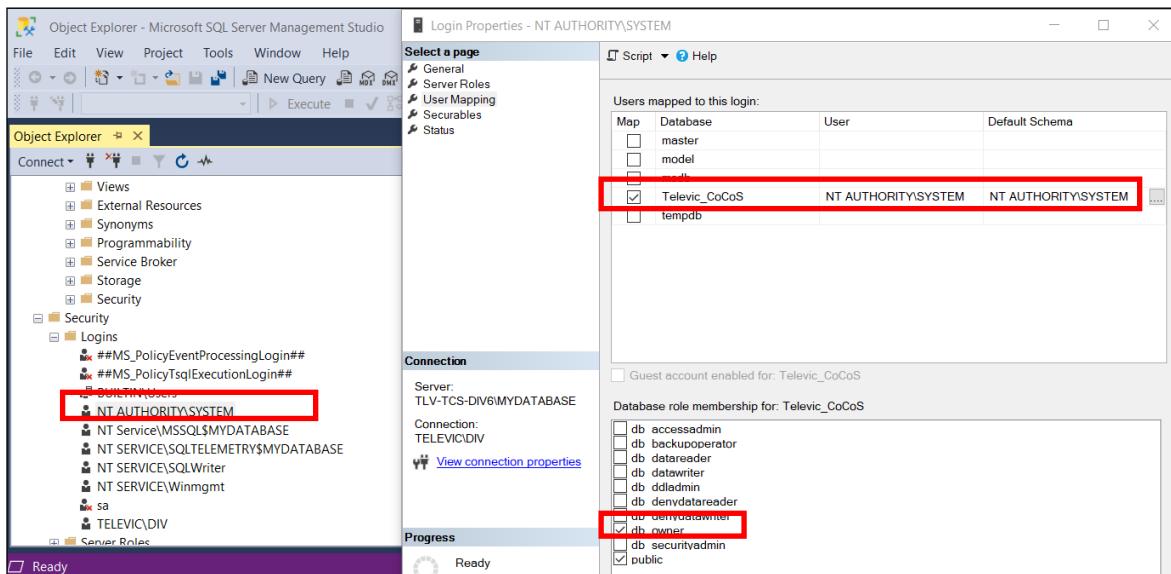 Object Explorer - Microsoft SQL Server Management Studio
File Edit View Project Tools Window Help
New Query
Execute
Object Explorer
Connect
Views
External Resources
Synonyms
Programmability
Service Broker
Storage
Security
Security
Logins
##MS_PolicyEventProcessingLogin##
##MS_PolicyTsqlExecutionLogin##
BUILTIN\Users
NT AUTHORITY\SYSTEM
NT Service\MSSQL$MYDATABASE
NT SERVICE\SQLTELEMETRY$MYDATABASE
NT SERVICE\SQLWriter
NT SERVICE\Winmgmt
sa
TELEVIC\DIV
Server Roles
Ready
Login Properties - NT AUTHORITY\SYSTEM
Select a page
General
Server Roles
User Mapping
Securables
Status
Connection
Server:
TLV-TCS-DIV6\MYDATABASE
Connection:
TELEVIC\DIV
View connection properties
Progress
Ready
Script Help
Users mapped to this login:
Map Database User Default Schema
master
model
msdb
Televic_CoCoS NT AUTHORITY\SYSTEM NT AUTHORITY\SYSTEM ....
tempdb
Guest account enabled for: Televic_CoCoS
Database role membership for: Televic_CoCoS
db_accessadmin
db_backupoperator
db_datareader
db_datawriter
db_ddladmin
db_denydatareader
db_denydatawriter
db_owner
db_securityadmin
public